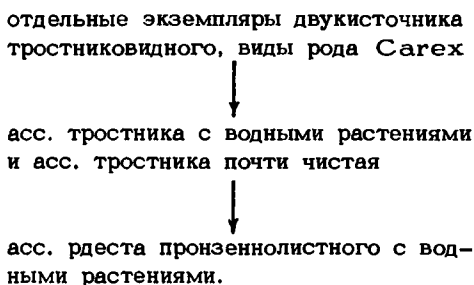 отдельные экземпляры двукисточника
тростниковидного, виды рода Carex
асс. тростника с водными растениями
и асс. тростника почти чистая
асс. рдеста пронзеннолистного с вод-
ными растениями.